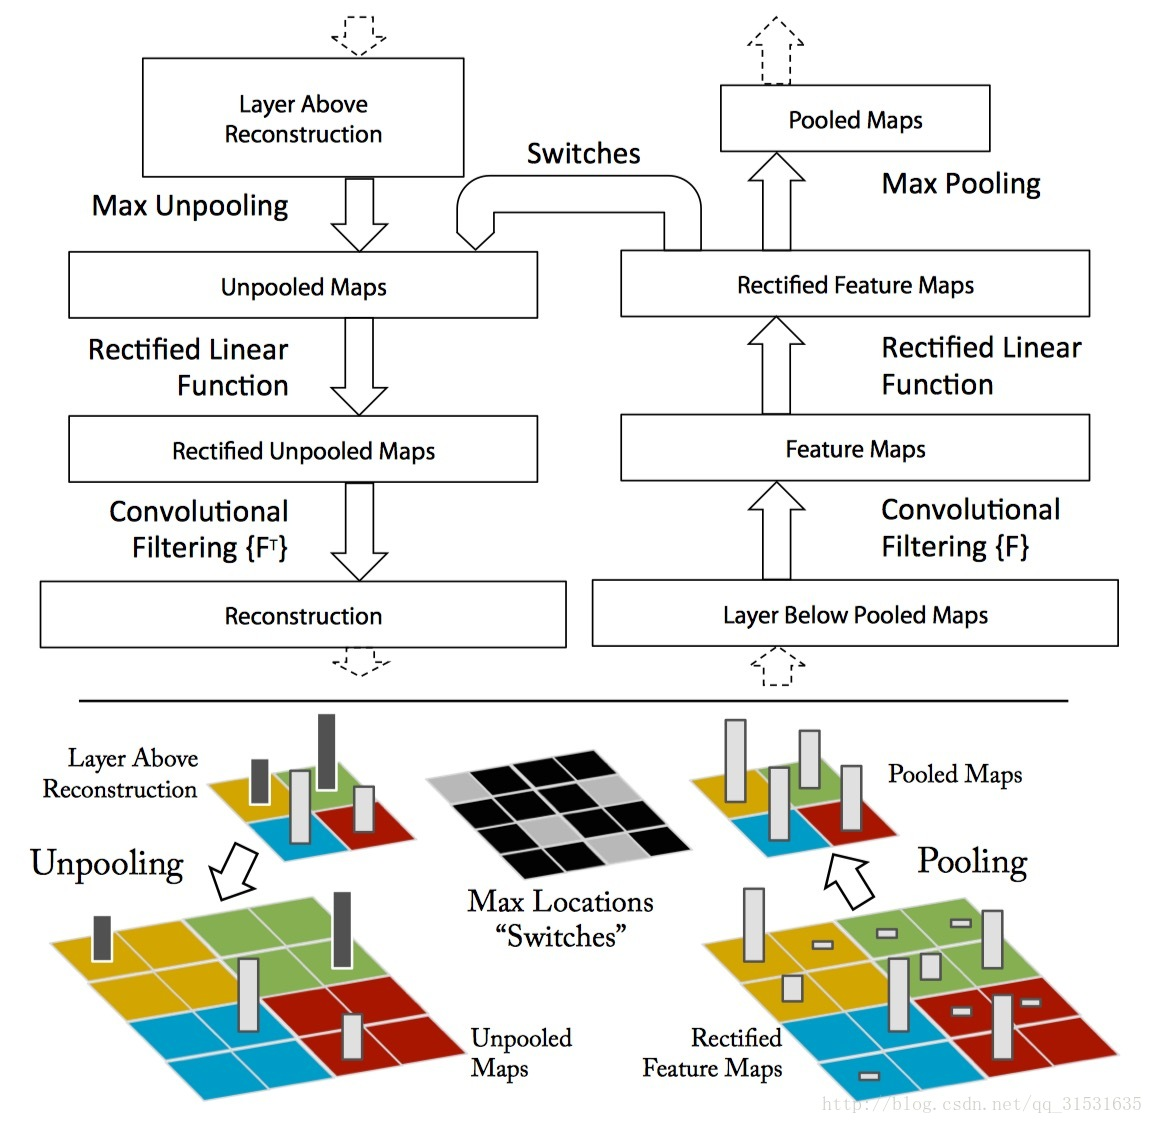 Layer Above
Reconstruction
Pooled Maps
Switches
Max Unpooling
Max Pooling
Unpooled Maps
Rectified Feature Maps
Rectified Linear
Function
Rectified Linear
Function
Rectified Unpooled Maps
Feature Maps
Convolutional
Filtering {Fᵀ}
Convolutional
Filtering {F}
Reconstruction
Layer Below Pooled Maps
Layer Above
Reconstruction
Pooled Maps
Unpooling
Pooling
Max Locations
“Switches”
Unpooled
Maps
Rectified
Feature Maps
http://blog.csdn.net/qq_31531635